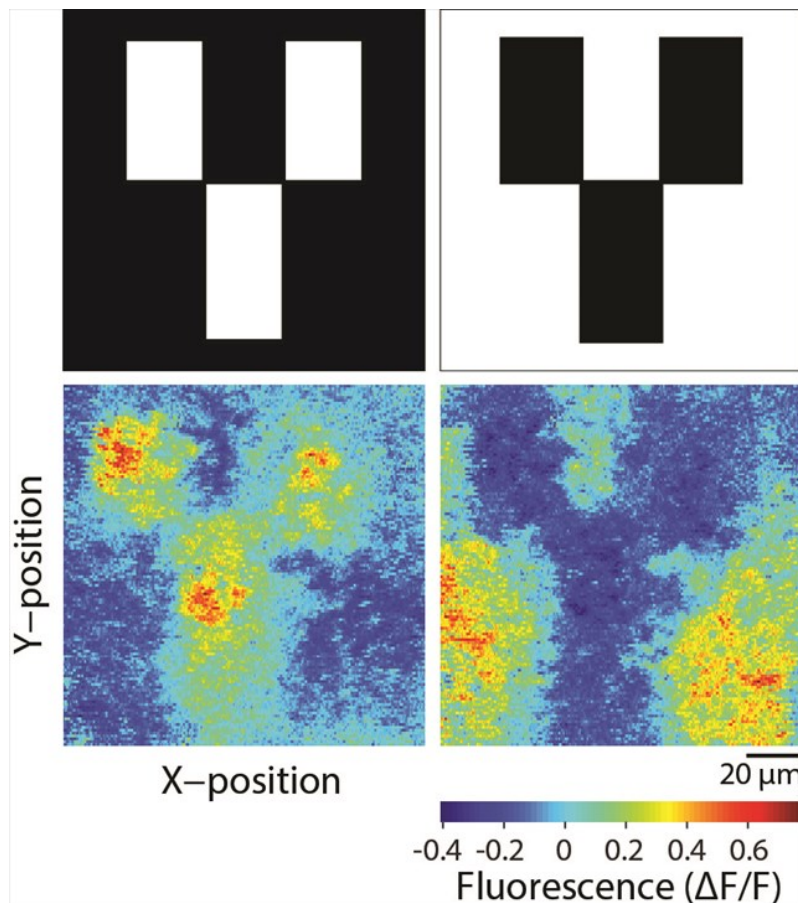 Y–position
X–position
20 μm
-0.4 -0.2 0 0.2 0.4 0.6
Fluorescence (ΔF/F)